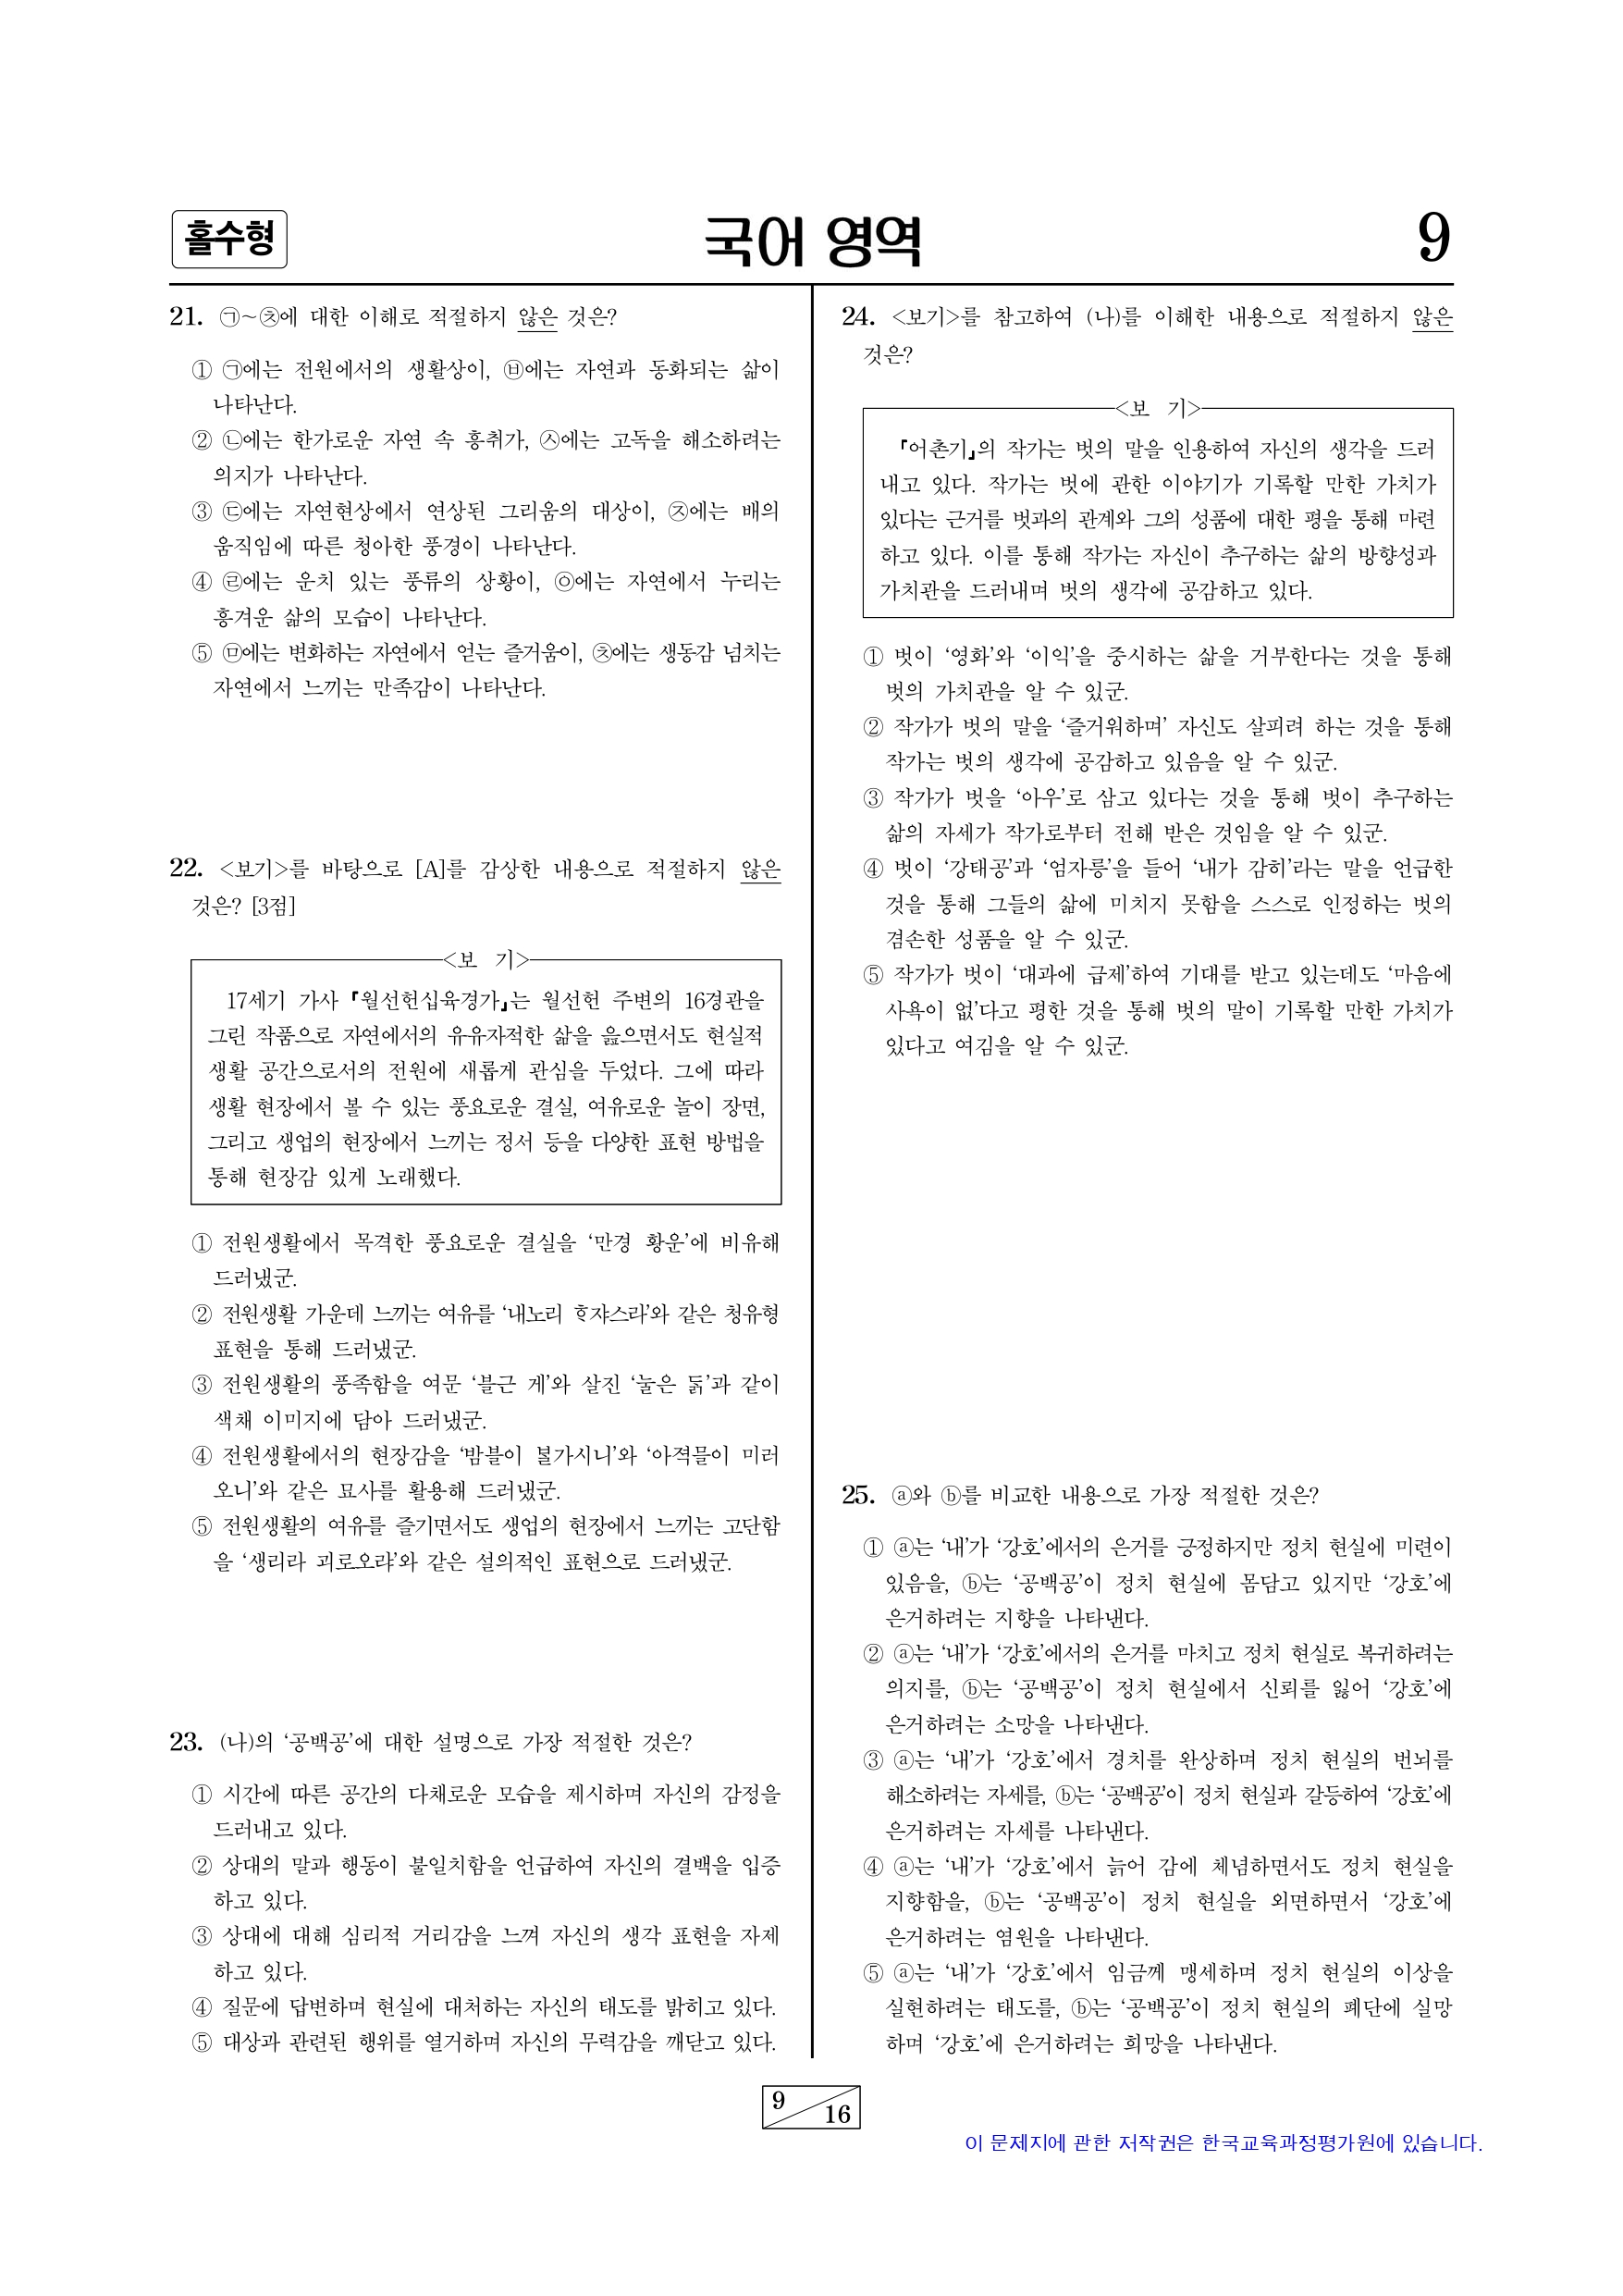 홀수형
국어 영역
9
21. ㉠~㉨에 대한 이해로 적절하지 않은 것은?
① ㉠에는 전원에서의 생활상이, ㉥에는 자연과 동화되는 삶이
나타난다.
② ㉡에는 한가로운 자연 속 흥취가, ㉦에는 고독을 해소하려는
의지가 나타난다.
③ ㉢에는 자연현상에서 연상된 그리움의 대상이, ㉨에는 배의
움직임에 따른 청아한 풍경이 나타난다.
④ ㉣에는 운치 있는 풍류의 상황이, ㉧에는 자연에서 누리는
흥겨운 삶의 모습이 나타난다.
⑤ ㉤에는 변화하는 자연에서 얻는 즐거움이, ㉩에는 생동감 넘치는
자연에서 느끼는 만족감이 나타난다.
22. <보기>를 바탕으로 [A]를 감상한 내용으로 적절하지 않은
것은? [3점]
<보 기>
17세기 가사 『월선헌십육경가』는 월선헌 주변의 16경관을
그린 작품으로 자연에서의 유유자적한 삶을 읊으면서도 현실적
생활 공간으로서의 전원에 새롭게 관심을 두었다. 그에 따라
생활 현장에서 볼 수 있는 풍요로운 결실, 여유로운 놀이 장면,
그리고 생업의 현장에서 느끼는 정서 등을 다양한 표현 방법을
통해 현장감 있게 노래했다.
① 전원생활에서 목격한 풍요로운 결실을 ‘만경 황운’에 비유해
드러냈군.
② 전원생활 가운데 느끼는 여유를 ‘내노리 ᄒᆞ쟈스라’와 같은 청유형
표현을 통해 드러냈군.
③ 전원생활의 풍족함을 여문 ‘블근 게’와 살진 ‘눌은 ᄃᆞᆰ’과 같이
색채 이미지에 담아 드러냈군.
④ 전원생활에서의 현장감을 ‘밤블이 ᄇᆞᆯ가시니’와 ‘아젹믈이 미러
오니’와 같은 묘사를 활용해 드러냈군.
⑤ 전원생활의 여유를 즐기면서도 생업의 현장에서 느끼는 고단함
을 ‘생리라 괴로오랴’와 같은 설의적인 표현으로 드러냈군.
23. (나)의 ‘공백공’에 대한 설명으로 가장 적절한 것은?
① 시간에 따른 공간의 다채로운 모습을 제시하며 자신의 감정을
드러내고 있다.
② 상대의 말과 행동이 불일치함을 언급하여 자신의 결백을 입증
하고 있다.
③ 상대에 대해 심리적 거리감을 느껴 자신의 생각 표현을 자제
하고 있다.
④ 질문에 답변하며 현실에 대처하는 자신의 태도를 밝히고 있다.
⑤ 대상과 관련된 행위를 열거하며 자신의 무력감을 깨닫고 있다.
24. <보기>를 참고하여 (나)를 이해한 내용으로 적절하지 않은
것은?
<보 기>
『어촌기』의 작가는 벗의 말을 인용하여 자신의 생각을 드러
내고 있다. 작가는 벗에 관한 이야기가 기록할 만한 가치가
있다는 근거를 벗과의 관계와 그의 성품에 대한 평을 통해 마련
하고 있다. 이를 통해 작가는 자신이 추구하는 삶의 방향성과
가치관을 드러내며 벗의 생각에 공감하고 있다.
① 벗이 ‘영화’와 ‘이익’을 중시하는 삶을 거부한다는 것을 통해
벗의 가치관을 알 수 있군.
② 작가가 벗의 말을 ‘즐거워하며’ 자신도 살피려 하는 것을 통해
작가는 벗의 생각에 공감하고 있음을 알 수 있군.
③ 작가가 벗을 ‘아우’로 삼고 있다는 것을 통해 벗이 추구하는
삶의 자세가 작가로부터 전해 받은 것임을 알 수 있군.
④ 벗이 ‘강태공’과 ‘엄자릉’을 들어 ‘내가 감히’라는 말을 언급한
것을 통해 그들의 삶에 미치지 못함을 스스로 인정하는 벗의
겸손한 성품을 알 수 있군.
⑤ 작가가 벗이 ‘대과에 급제’하여 기대를 받고 있는데도 ‘마음에
사욕이 없’다고 평한 것을 통해 벗의 말이 기록할 만한 가치가
있다고 여김을 알 수 있군.
25. ⓐ와 ⓑ를 비교한 내용으로 가장 적절한 것은?
① ⓐ는 ‘내’가 ‘강호’에서의 은거를 긍정하지만 정치 현실에 미련이
있음을, ⓑ는 ‘공백공’이 정치 현실에 몸담고 있지만 ‘강호’에
은거하려는 지향을 나타낸다.
② ⓐ는 ‘내’가 ‘강호’에서의 은거를 마치고 정치 현실로 복귀하려는
의지를, ⓑ는 ‘공백공’이 정치 현실에서 신뢰를 잃어 ‘강호’에
은거하려는 소망을 나타낸다.
③ ⓐ는 ‘내’가 ‘강호’에서 경치를 완상하며 정치 현실의 번뇌를
해소하려는 자세를, ⓑ는 ‘공백공’이 정치 현실과 갈등하여 ‘강호’에
은거하려는 자세를 나타낸다.
④ ⓐ는 ‘내’가 ‘강호’에서 늙어 감에 체념하면서도 정치 현실을
지향함을, ⓑ는 ‘공백공’이 정치 현실을 외면하면서 ‘강호’에
은거하려는 염원을 나타낸다.
⑤ ⓐ는 ‘내’가 ‘강호’에서 임금께 맹세하며 정치 현실의 이상을
실현하려는 태도를, ⓑ는 ‘공백공’이 정치 현실의 폐단에 실망
하며 ‘강호’에 은거하려는 희망을 나타낸다.
9
16
이 문제지에 관한 저작권은 한국교육과정평가원에 있습니다.